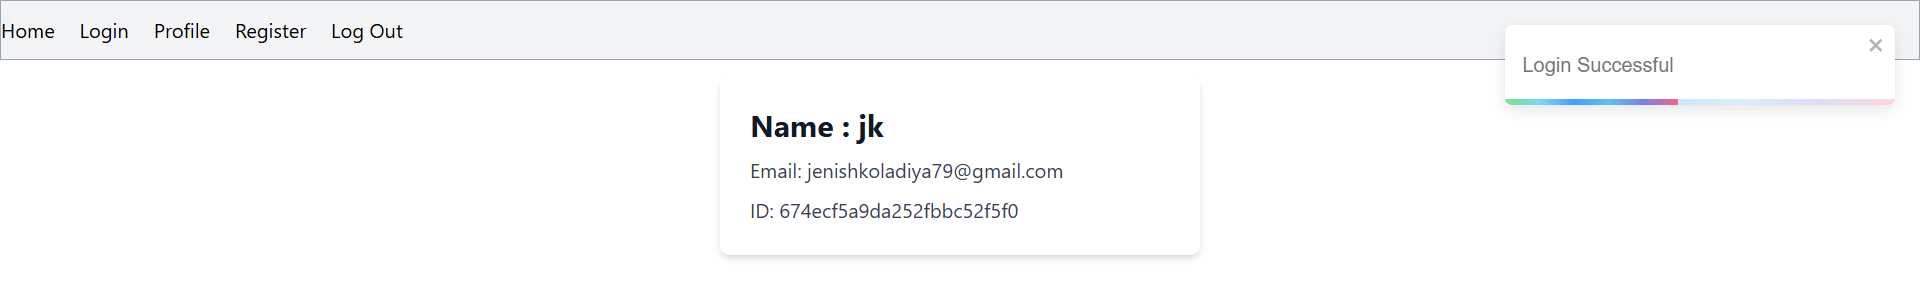 Home Login Profile Register Log Out
Login Successful
Name : jk
Email: jenishkoladiya79@gmail.com
ID: 674ecf5a9da252fbbc52f5f0